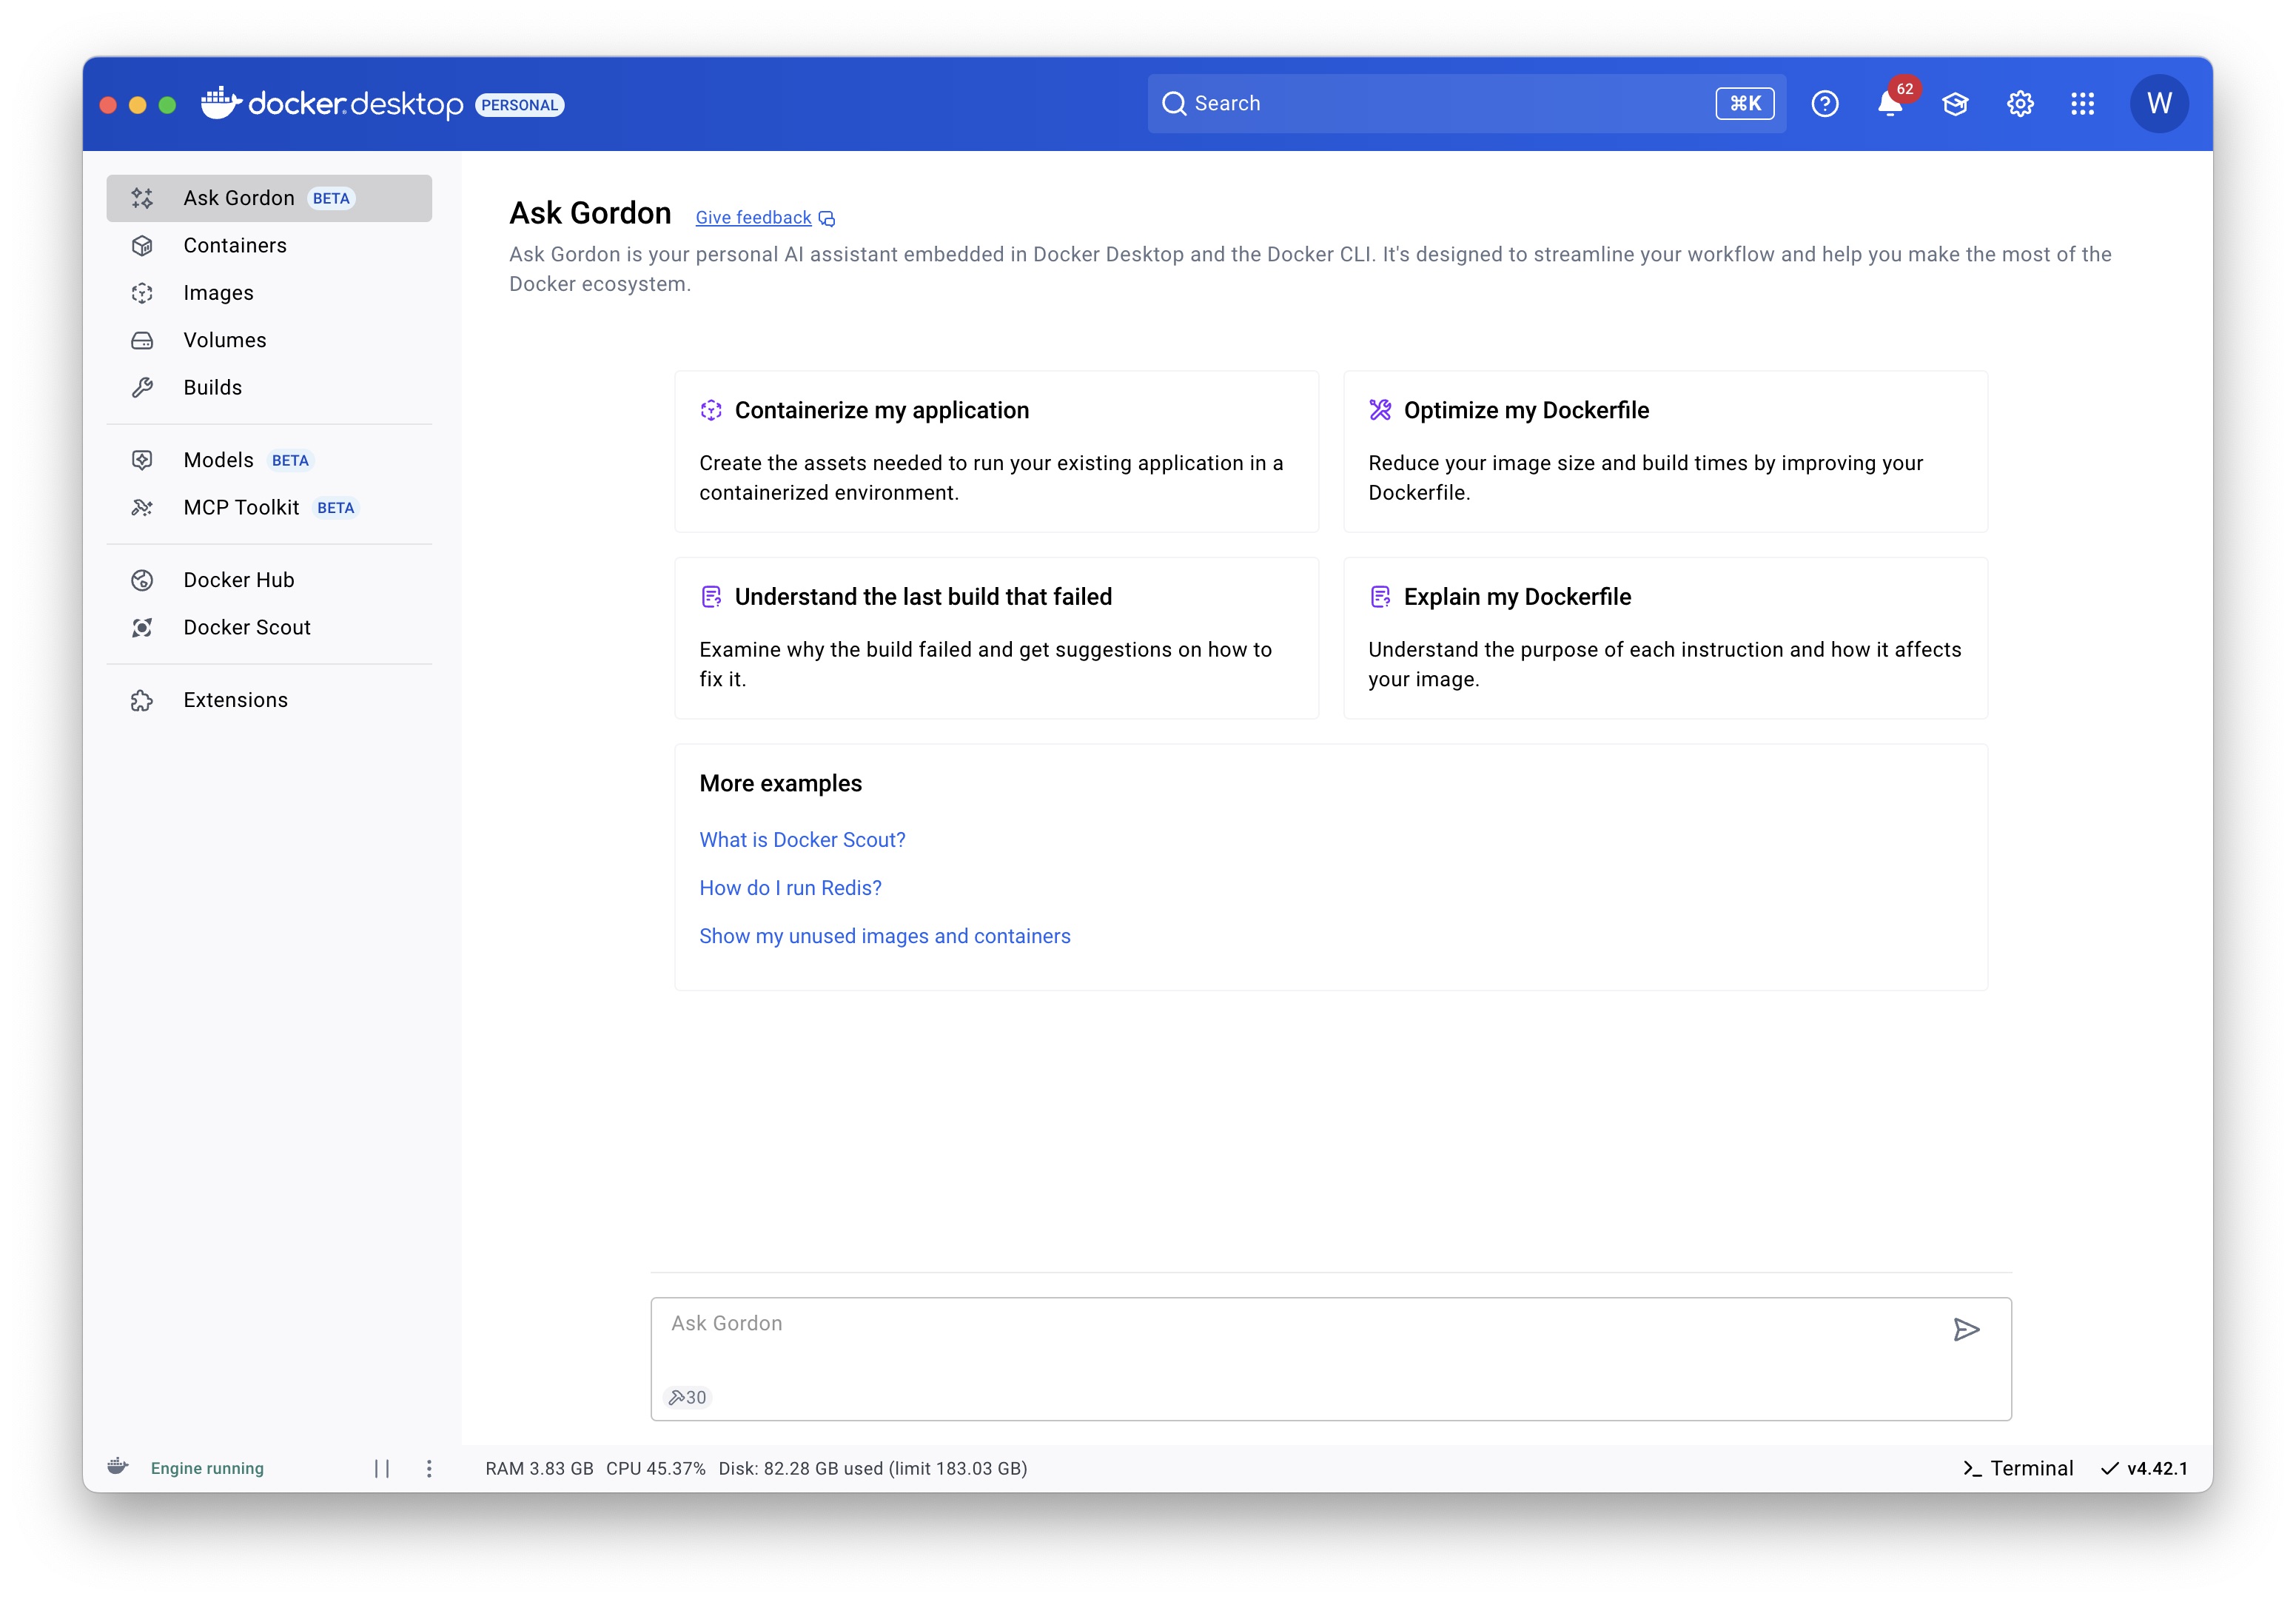 docker desktop PERSONAL
Search
⌘K
62
W
Ask Gordon BETA
Containers
Images
Volumes
Builds
Models BETA
MCP Toolkit BETA
Docker Hub
Docker Scout
Extensions
Ask Gordon Give feedback
Ask Gordon is your personal AI assistant embedded in Docker Desktop and the Docker CLI. It's designed to streamline your workflow and help you make the most of the
Docker ecosystem.
Containerize my application
Create the assets needed to run your existing application in a
containerized environment.
Optimize my Dockerfile
Reduce your image size and build times by improving your
Dockerfile.
Understand the last build that failed
Examine why the build failed and get suggestions on how to
fix it.
Explain my Dockerfile
Understand the purpose of each instruction and how it affects
your image.
More examples
What is Docker Scout?
How do I run Redis?
Show my unused images and containers
Ask Gordon
30
Engine running
RAM 3.83 GB CPU 45.37% Disk: 82.28 GB used (limit 183.03 GB)
Terminal
v4.42.1